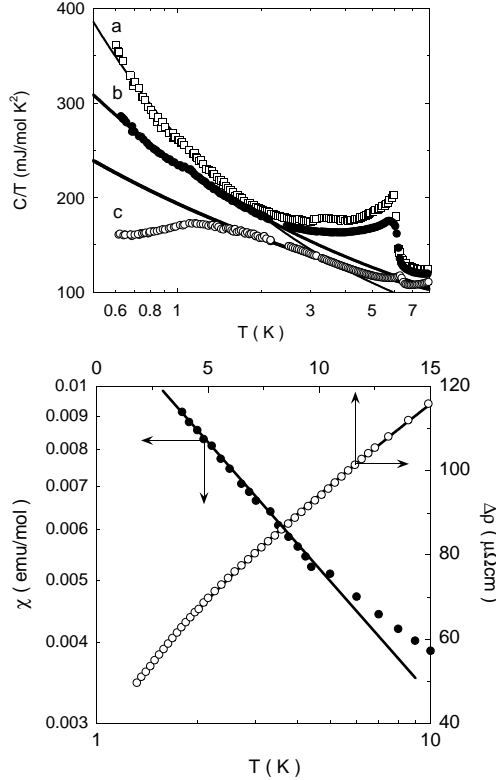 400
300
200
100
C/T (mJ/mol K²)
a
b
c
0.6 0.8 1 3 5 7
T ( K )
0 5 10 15
0.01
0.009
0.008
0.007
0.006
0.005
0.004
0.003
χ ( emu/mol )
120
100
80
60
40
Δρ ( μΩcm )
1 10
T ( K )